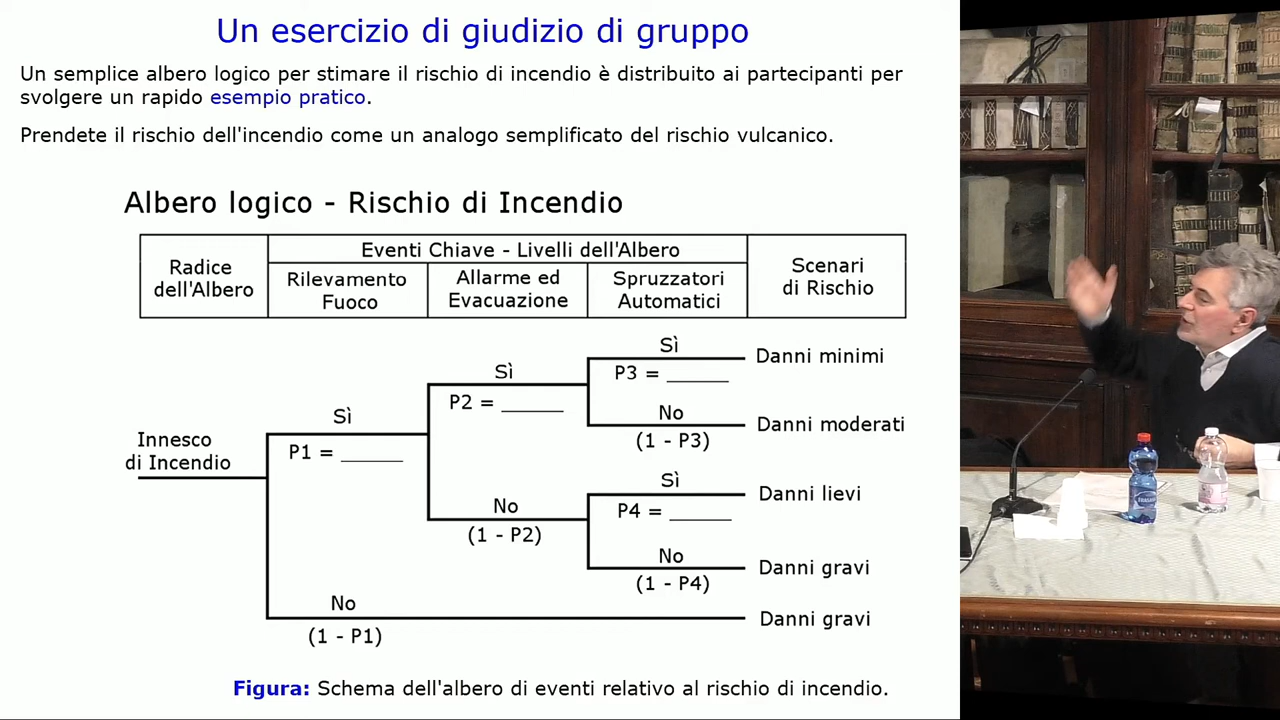 Un esercizio di giudizio di gruppo
Un semplice albero logico per stimare il rischio di incendio è distribuito ai partecipanti per
svolgere un rapido esempio pratico.
Prendete il rischio dell'incendio come un analogo semplificato del rischio vulcanico.
Albero logico - Rischio di Incendio
Radice
dell'Albero
Eventi Chiave - Livelli dell'Albero
Rilevamento
Fuoco
Allarme ed
Evacuazione
Spruzzatori
Automatici
Scenari
di Rischio
Innesco
di Incendio
Sì
P1 = ______
No
(1 - P1)
Sì
P2 = ______
No
(1 - P2)
Sì
P3 = ______
No
(1 - P3)
Sì
P4 = ______
No
(1 - P4)
Danni minimi
Danni moderati
Danni lievi
Danni gravi
Danni gravi
Figura: Schema dell'albero di eventi relativo al rischio di incendio.